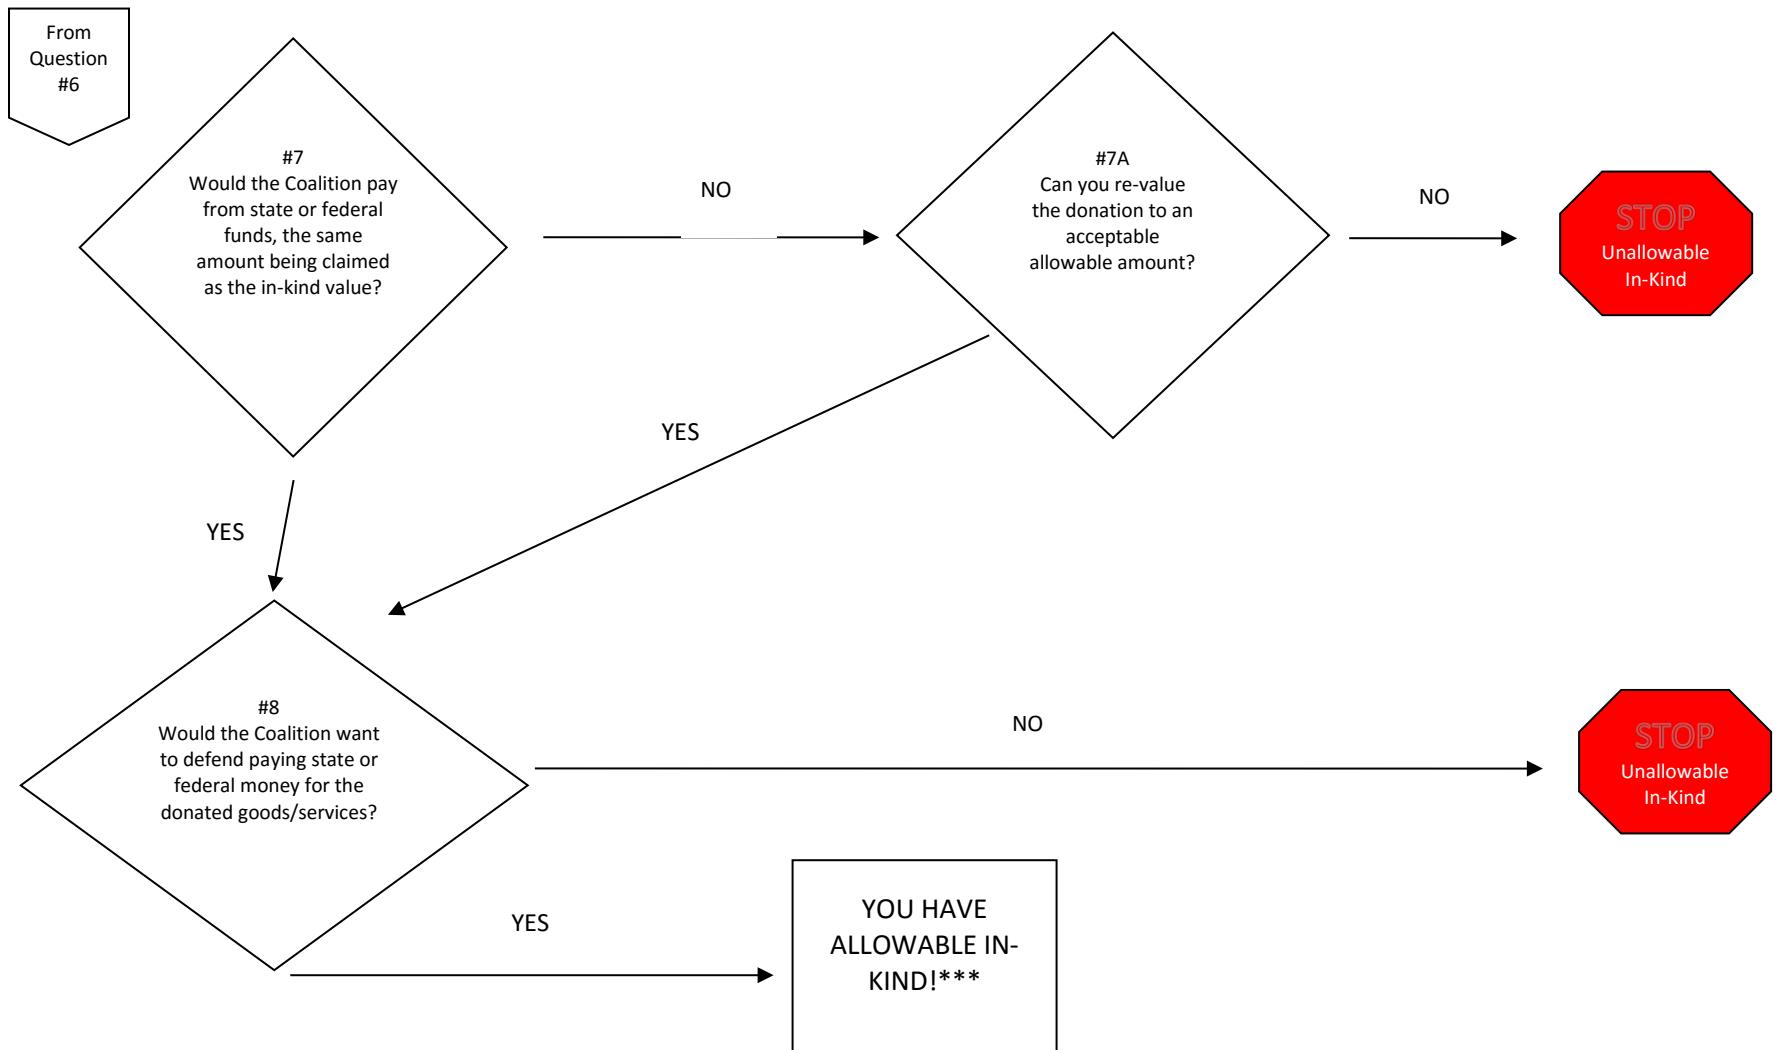 From
Question
#6
#7
Would the Coalition pay
from state or federal
funds, the same
amount being claimed
as the in-kind value?
NO
#7A
Can you re-value
the donation to an
acceptable
allowable amount?
NO
STOP
Unallowable
In-Kind
YES
YES
#8
Would the Coalition want
to defend paying state or
federal money for the
donated goods/services?
NO
STOP
Unallowable
In-Kind
YES
YOU HAVE
ALLOWABLE IN-
KIND!***